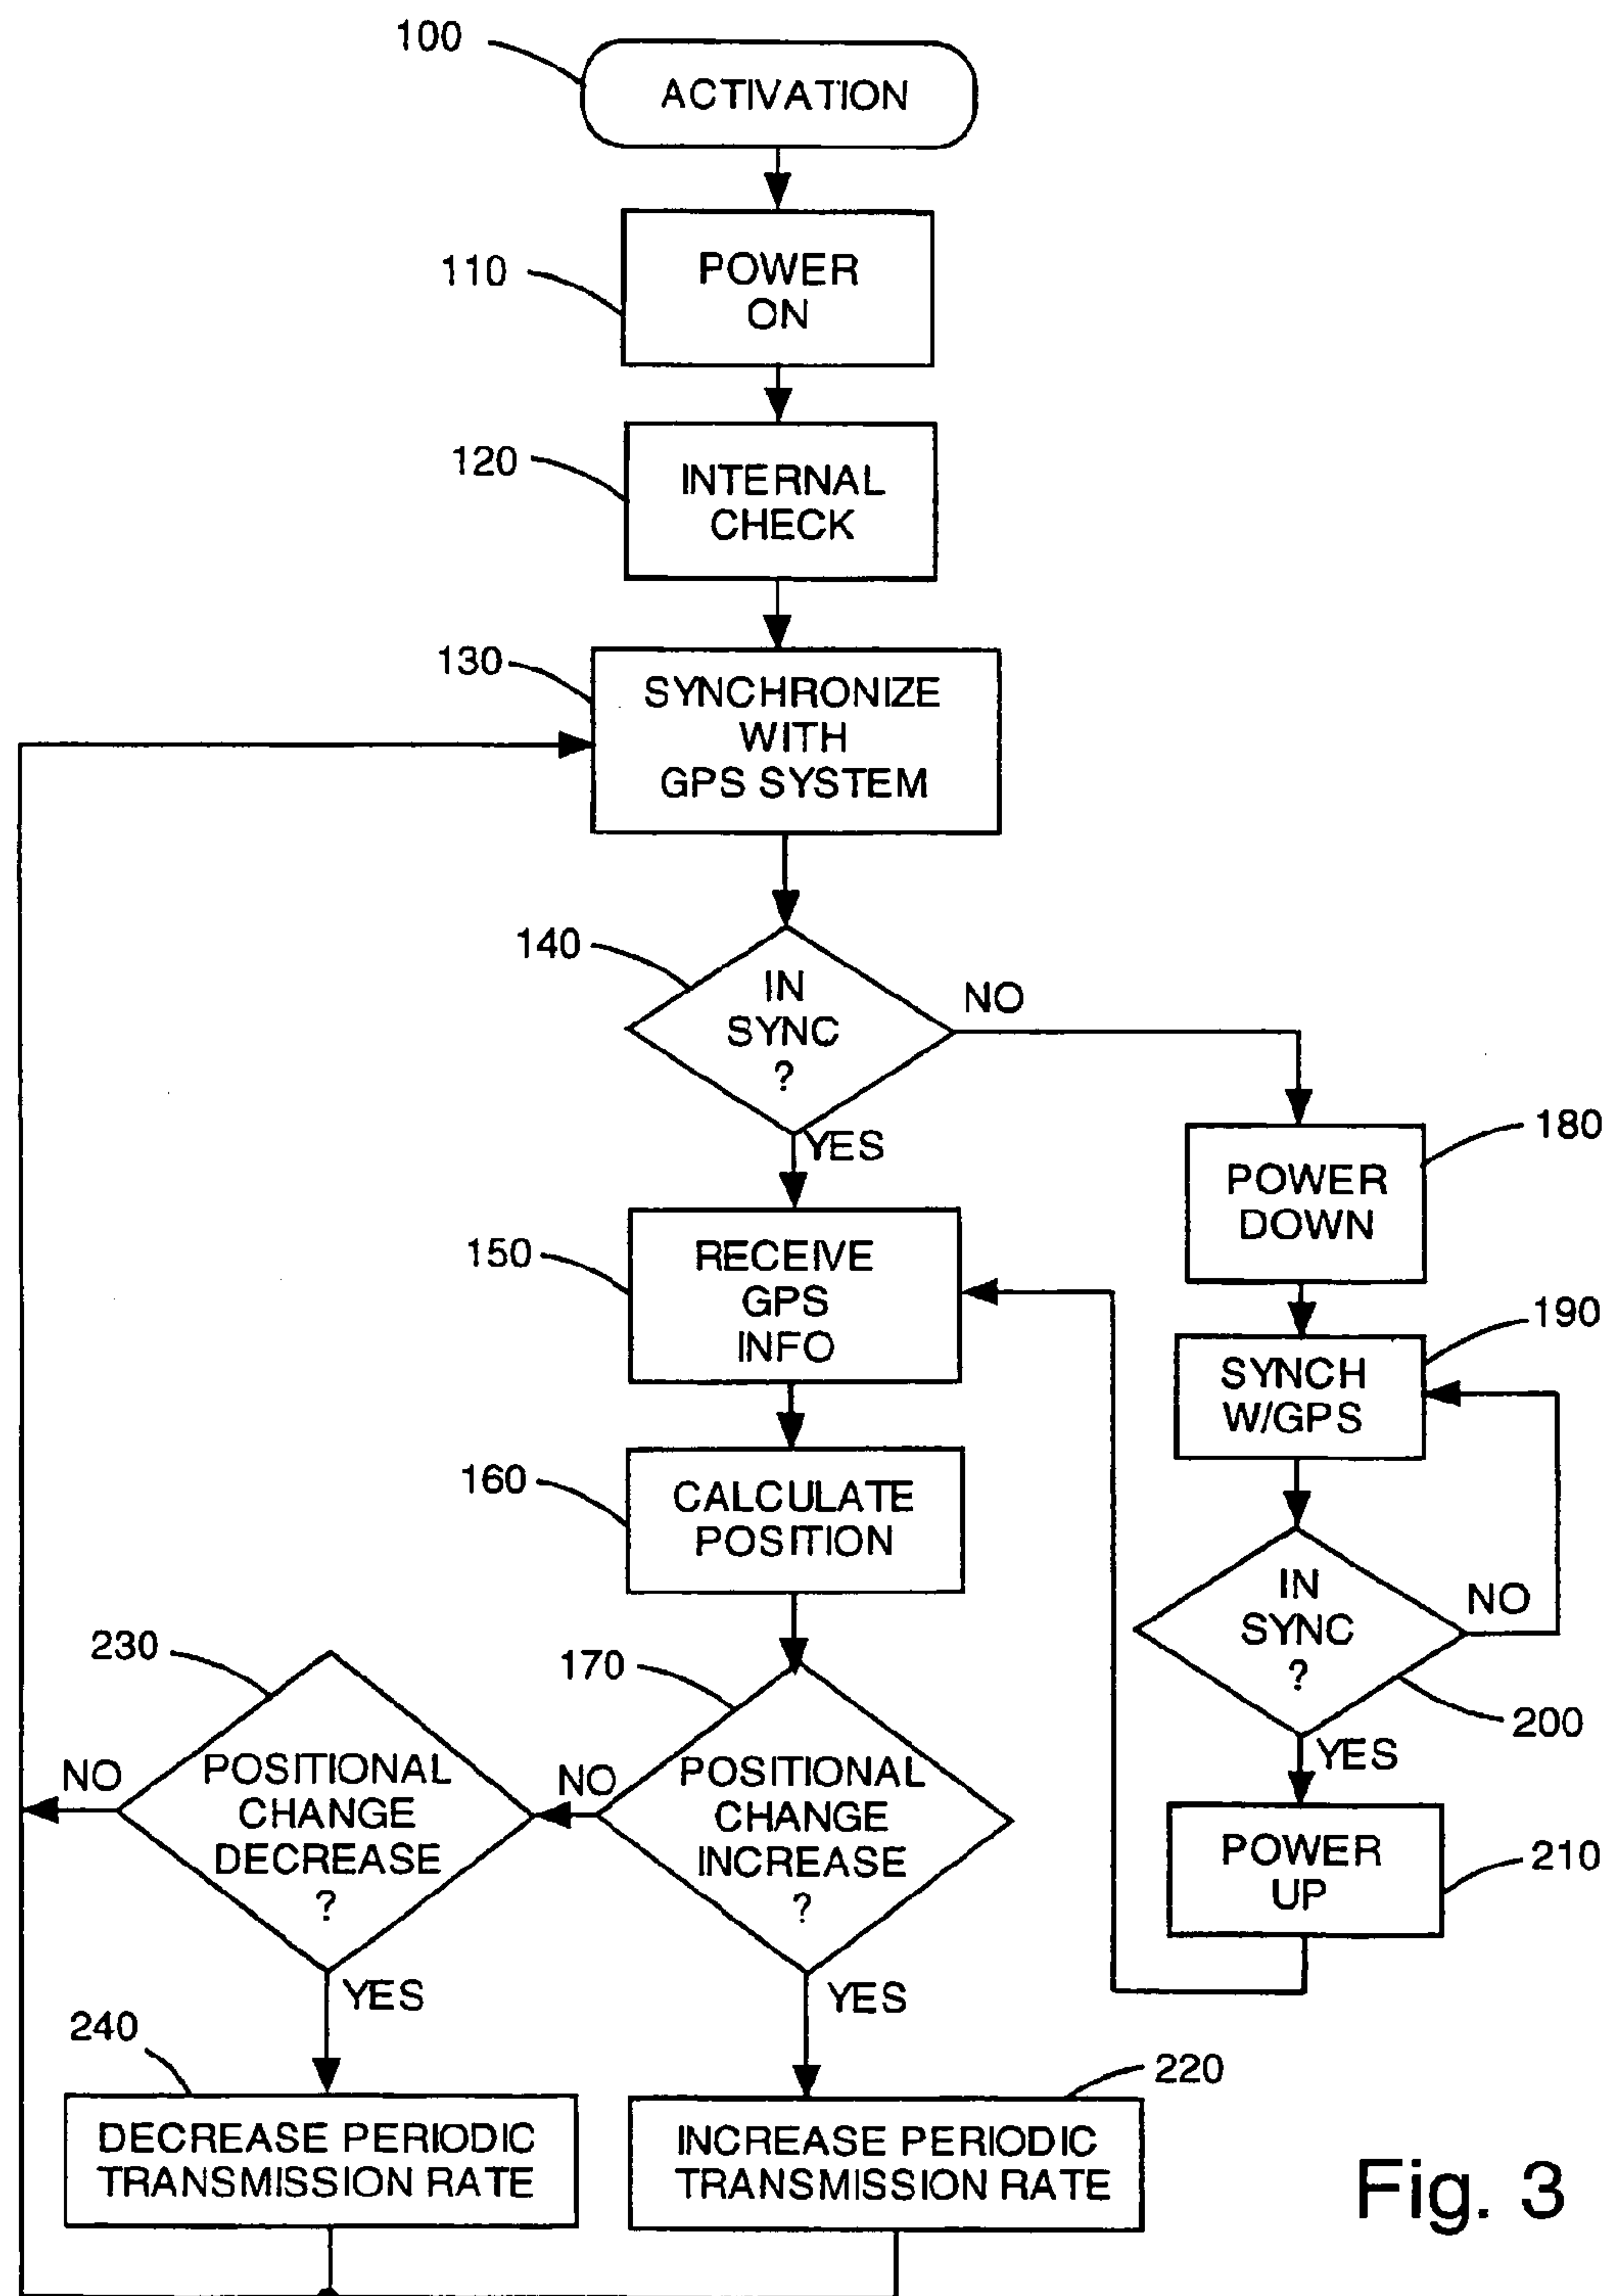 100
ACTIVATION
110
POWER
ON
120
INTERNAL
CHECK
130
SYNCHRONIZE
WITH
GPS SYSTEM
140
IN
SYNC
?
NO
YES
180
POWER
DOWN
150
RECEIVE
GPS
INFO
190
SYNCH
W/GPS
160
CALCULATE
POSITION
IN
SYNC
?
NO
200
YES
230
170
NO
POSITIONAL
CHANGE
DECREASE
?
NO
POSITIONAL
CHANGE
INCREASE
?
POWER
UP
210
YES
YES
240
220
DECREASE PERIODIC
TRANSMISSION RATE
INCREASE PERIODIC
TRANSMISSION RATE
Fig. 3